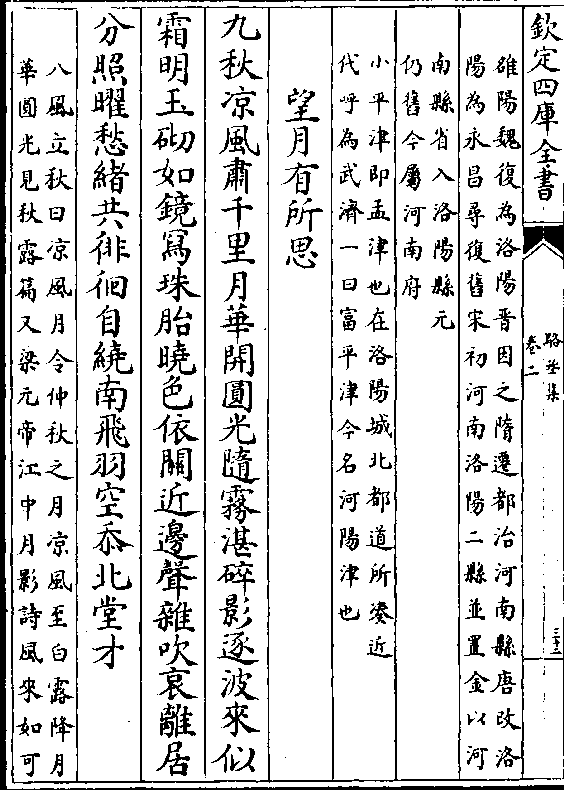 欽定四庫全書
駱丞集
卷二
三十二
雒陽魏復為洛陽晉因之隋遷都冶河南縣唐改洛
陽為永昌尋復舊宋初河南洛陽二縣並置金以河
南縣省入洛陽縣元
仍舊今屬河南府
小平津即孟津也在洛陽城北都道所湊近
代呼為武濟一曰富平津今名河陽津也
望月有所思
九秋凉風肅千里月華開圓光隨霧湛碎影逐波來似
霜明玉砌如鏡冩珠胎曉色依關近邊聲雜吹哀離居
分照曜愁緒共徘徊自繞南飛羽空忝北堂才
八風立秋曰凉風月令仲秋之月凉風至白露降月
華圓光見秋露篇又梁元帝江中月影詩風來如可